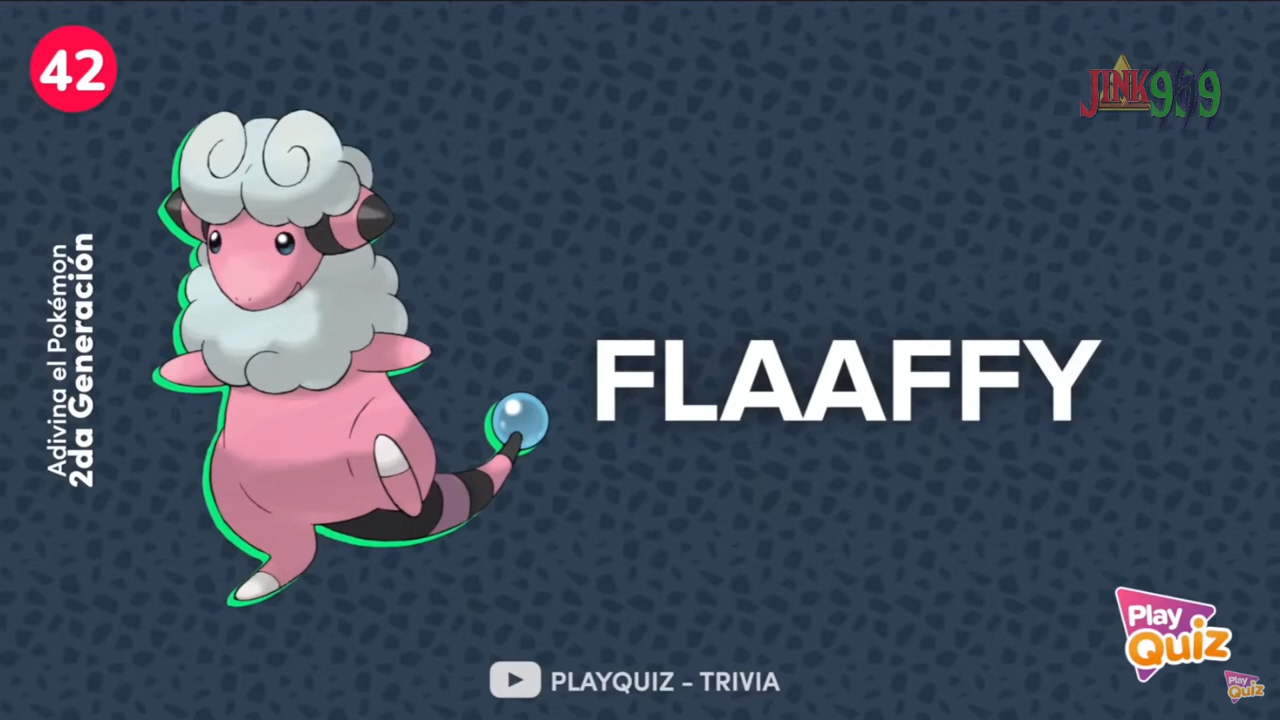 42
JINK999
Adivina el Pokémon
2da Generación
FLAAFFY
PLAYQUIZ - TRIVIA
Play
Quiz
Play
Quiz